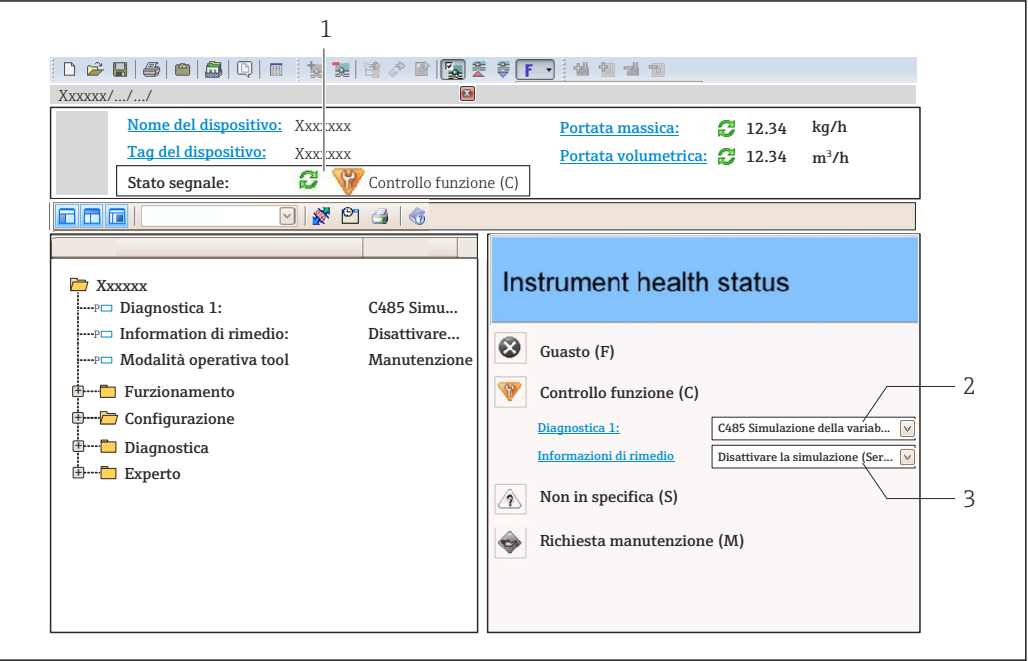 1
F
Xxxxxx/.../.../
Nome del dispositivo: Xxxxxxx Portata massica: 12.34 kg/h
Tag del dispositivo: Xxxxxxx Portata volumetrica: 12.34 m³/h
Stato segnale: Controllo funzione (C)
Xxxxxx
P Diagnostica 1: C485 Simu...
P Information di rimedio: Disattivare...
P Modalità operativa tool Manutenzione
Furzionamento
Configurazione
Diagnostica
Experto
Instrument health status
Guasto (F)
Controllo funzione (C)
2
Diagnostica 1: C485 Simulazione della variab...
Informazioni di rimedio Disattivare la simulazione (Ser...
Non in specifica (S)
3
Richiesta manutenzione (M)